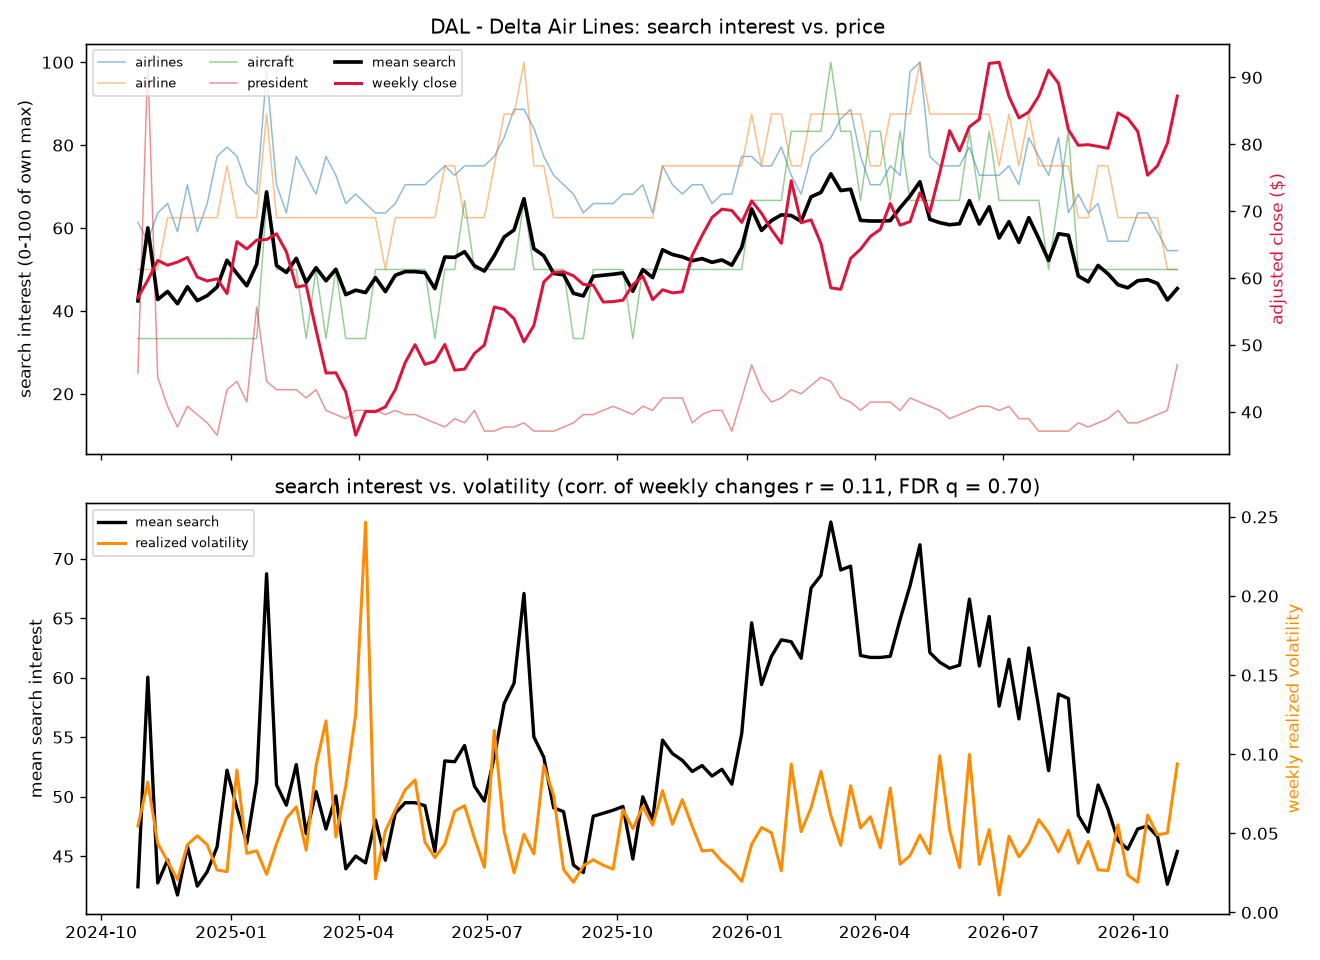 DAL - Delta Air Lines: search interest vs. price
airlines
airline
aircraft
president
mean search
weekly close
search interest (0-100 of own max)
100
80
60
40
20
adjusted close ($)
90
80
70
60
50
40
search interest vs. volatility (corr. of weekly changes r = 0.11, FDR q = 0.70)
mean search
realized volatility
mean search interest
70
65
60
55
50
45
weekly realized volatility
0.25
0.20
0.15
0.10
0.05
0.00
2024-10 2025-01 2025-04 2025-07 2025-10 2026-01 2026-04 2026-07 2026-10